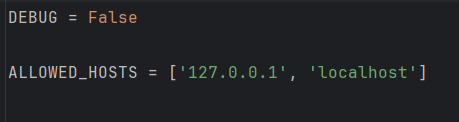 DEBUG = False
ALLOWED_HOSTS = ['127.0.0.1', 'localhost']